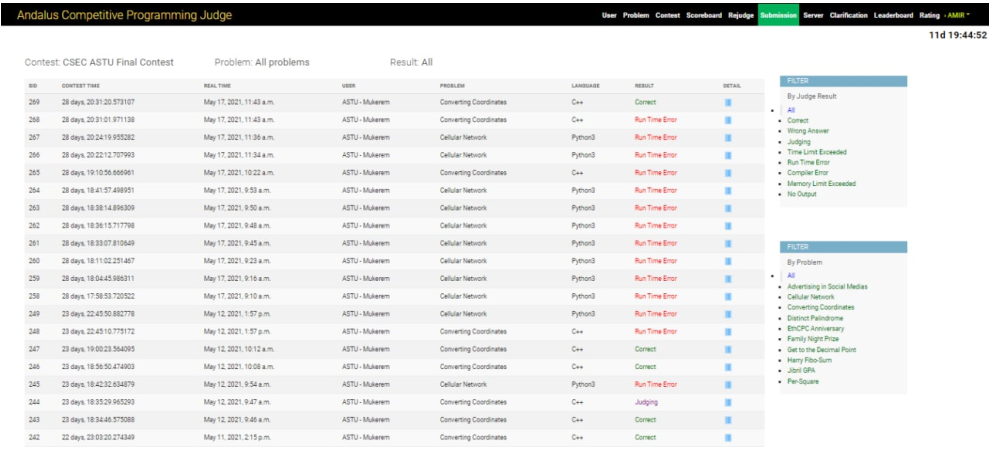 Andalus Competitive Programming Judge
User Problem Contest Scoreboard Rejudge Submission Server Clarification Leaderboard Rating - AMIR
11d 19:44:52
Contest: CSEC ASTU Final Contest Problem: All problems Result: All
SID CONTEST TIME REAL TIME USER PROBLEM LANGUAGE RESULT DETAIL
269 28 days, 20:31:20.573107 May 17, 2021, 11:43 a.m. ASTU - Mukerem Converting Coordinates C++ Correct
268 28 days, 20:31:01.971138 May 17, 2021, 11:43 a.m. ASTU - Mukerem Converting Coordinates C++ Run Time Error
267 28 days, 20:24:19.955282 May 17, 2021, 11:36 a.m. ASTU - Mukerem Cellular Network Python3 Run Time Error
266 28 days, 20:22:12.707993 May 17, 2021, 11:34 a.m. ASTU - Mukerem Cellular Network Python3 Run Time Error
265 28 days, 19:10:56.666961 May 17, 2021, 10:22 a.m. ASTU - Mukerem Converting Coordinates C++ Run Time Error
264 28 days, 18:41:57.498951 May 17, 2021, 9:53 a.m. ASTU - Mukerem Cellular Network Python3 Run Time Error
263 28 days, 18:38:14.896309 May 17, 2021, 9:50 a.m. ASTU - Mukerem Cellular Network Python3 Run Time Error
262 28 days, 18:36:15.717798 May 17, 2021, 9:48 a.m. ASTU - Mukerem Cellular Network Python3 Run Time Error
261 28 days, 18:33:07.810649 May 17, 2021, 9:45 a.m. ASTU - Mukerem Cellular Network Python3 Run Time Error
260 28 days, 18:11:02.251467 May 17, 2021, 9:23 a.m. ASTU - Mukerem Cellular Network Python3 Run Time Error
259 28 days, 18:04:45.986311 May 17, 2021, 9:16 a.m. ASTU - Mukerem Cellular Network Python3 Run Time Error
258 28 days, 17:58:53.720522 May 17, 2021, 9:10 a.m. ASTU - Mukerem Cellular Network Python3 Run Time Error
249 23 days, 22:45:50.882778 May 12, 2021, 1:57 p.m. ASTU - Mukerem Cellular Network Python3 Run Time Error
248 23 days, 22:45:10.775172 May 12, 2021, 1:57 p.m. ASTU - Mukerem Converting Coordinates C++ Run Time Error
247 23 days, 19:00:23.564095 May 12, 2021, 10:12 a.m. ASTU - Mukerem Converting Coordinates C++ Correct
246 23 days, 18:56:50.474903 May 12, 2021, 10:08 a.m. ASTU - Mukerem Converting Coordinates C++ Correct
245 23 days, 18:42:32.634879 May 12, 2021, 9:54 a.m. ASTU - Mukerem Cellular Network Python3 Run Time Error
244 23 days, 18:35:29.965293 May 12, 2021, 9:47 a.m. ASTU - Mukerem Converting Coordinates C++ Judging
243 23 days, 18:34:46.575088 May 12, 2021, 9:46 a.m. ASTU - Mukerem Converting Coordinates C++ Correct
242 22 days, 23:03:20.274349 May 11, 2021, 2:15 p.m. ASTU - Mukerem Converting Coordinates C++ Correct
FILTER
By Judge Result
All
Correct
Wrong Answer
Judging
Time Limit Exceeded
Run Time Error
Compiler Error
Memory Limit Exceeded
No Output
FILTER
By Problem
All
Advertising in Social Medias
Cellular Network
Converting Coordinates
Distinct Palindrome
EthCPC Anniversary
Family Night Prize
Get to the Decimal Point
Harry Fibo-Sum
Jibril GPA
Per-Square